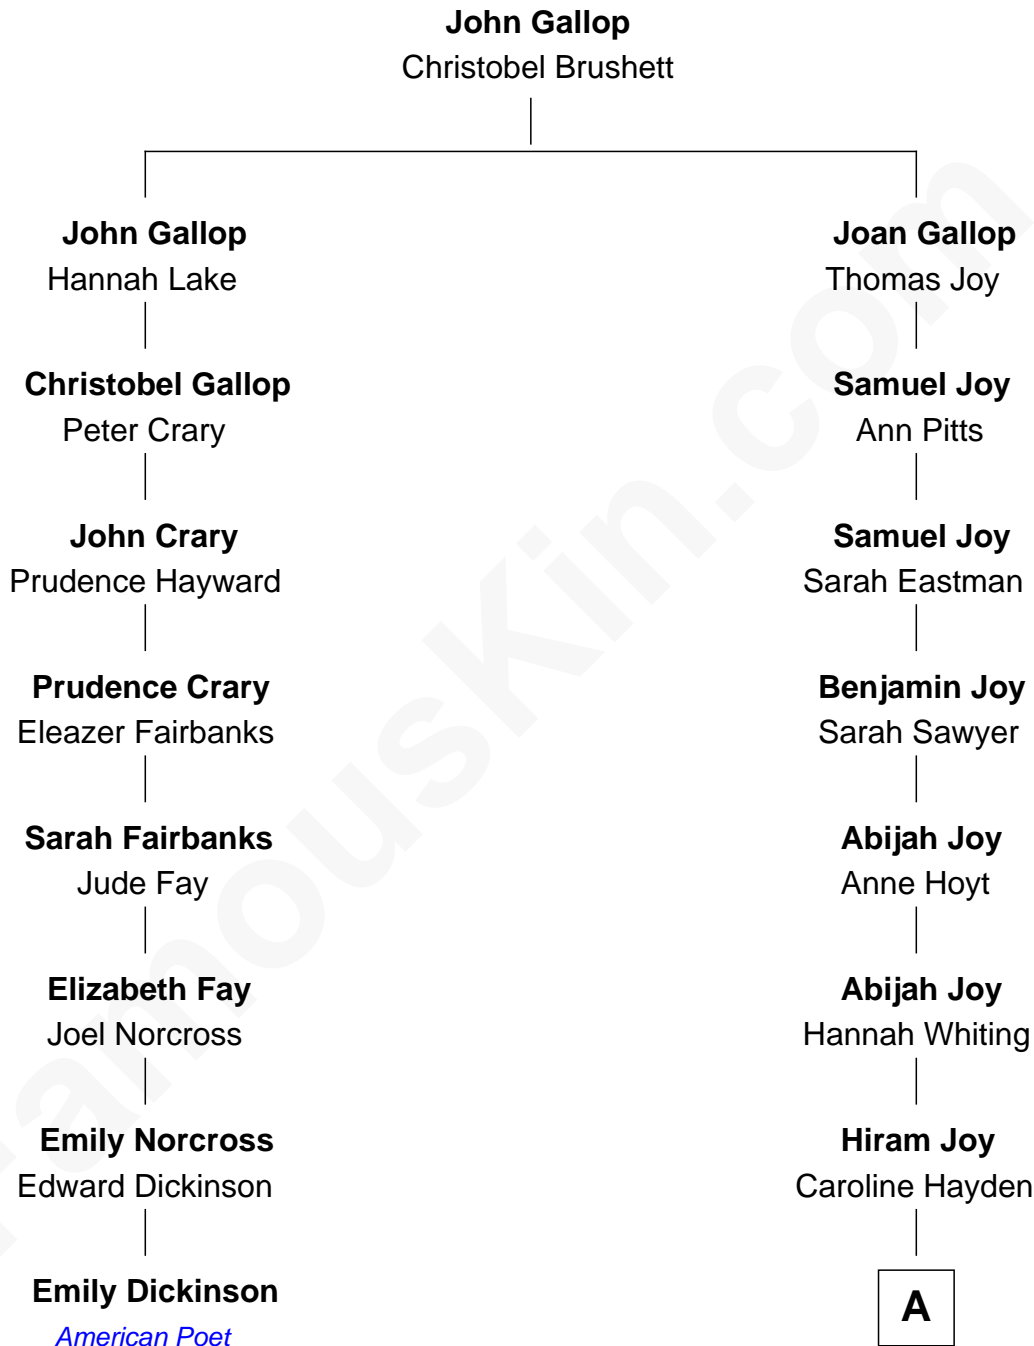 John Gallop
Christobel Brushett
John Gallop
Hannah Lake
Christobel Gallop
Peter Crary
John Crary
Prudence Hayward
Prudence Crary
Eleazer Fairbanks
Sarah Fairbanks
Jude Fay
Elizabeth Fay
Joel Norcross
Emily Norcross
Edward Dickinson
Emily Dickinson
American Poet
Joan Gallop
Thomas Joy
Samuel Joy
Ann Pitts
Samuel Joy
Sarah Eastman
Benjamin Joy
Sarah Sawyer
Abijah Joy
Anne Hoyt
Abijah Joy
Hannah Whiting
Hiram Joy
Caroline Hayden
A
FamousKin.com